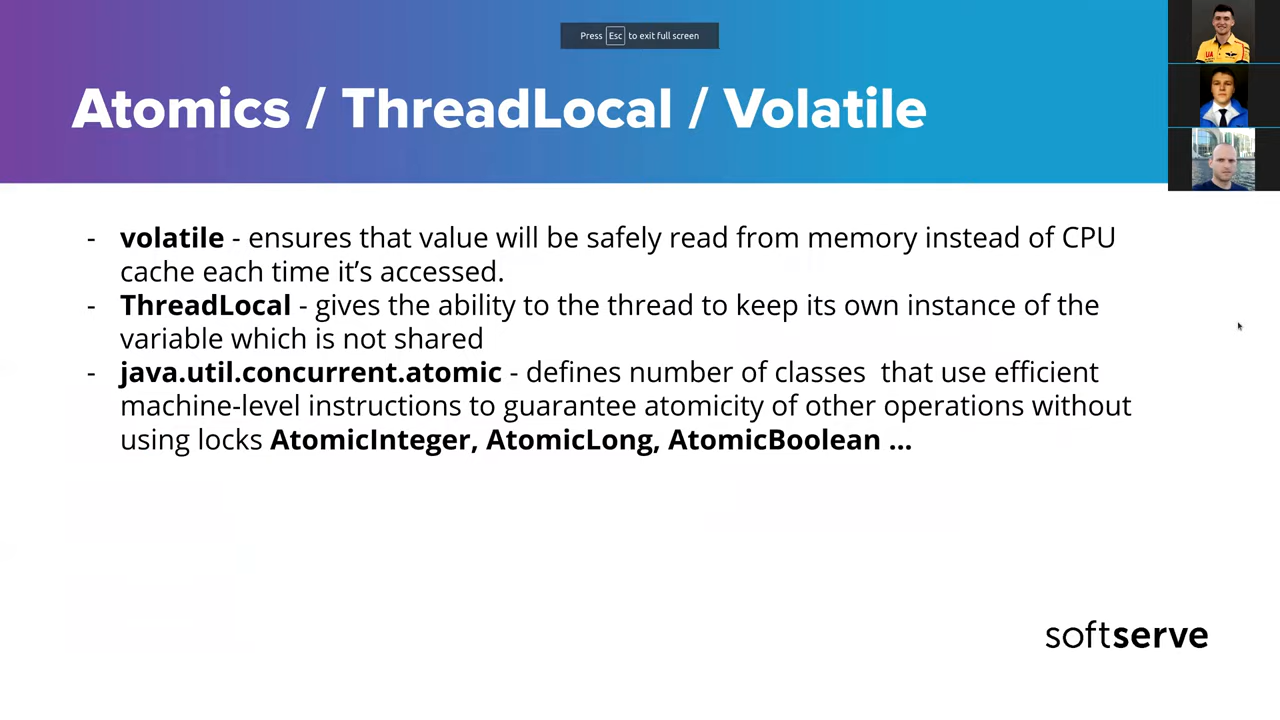 Press Esc to exit full screen
Atomics / ThreadLocal / Volatile
- volatile - ensures that value will be safely read from memory instead of CPU
cache each time it’s accessed.
- ThreadLocal - gives the ability to the thread to keep its own instance of the
variable which is not shared
- java.util.concurrent.atomic - defines number of classes  that use efficient
machine-level instructions to guarantee atomicity of other operations without
using locks AtomicInteger, AtomicLong, AtomicBoolean ...
softserve
UA